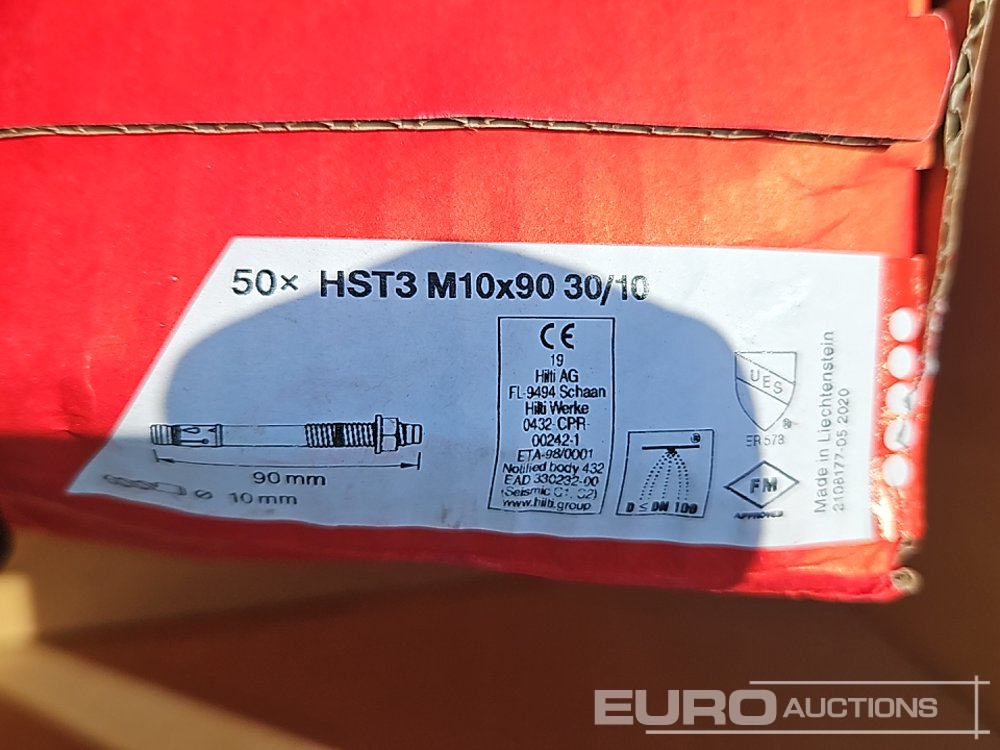 50× HST3 M10x90 30/10
CE
19
Hilti AG
FL-9494 Schaan
Hilti Werke
0432-CPR-
00242-1
ETA-98/0001
Notified body 432
EAD 330232-00
(Seismic C1, C2)
www.hilti.group
90 mm
⌀ 10 mm
®
D ≤ DN 100
UES
®
ER 578
FM
APPROVED
Made in Liechtenstein
2108177-05.2020
EURO AUCTIONS